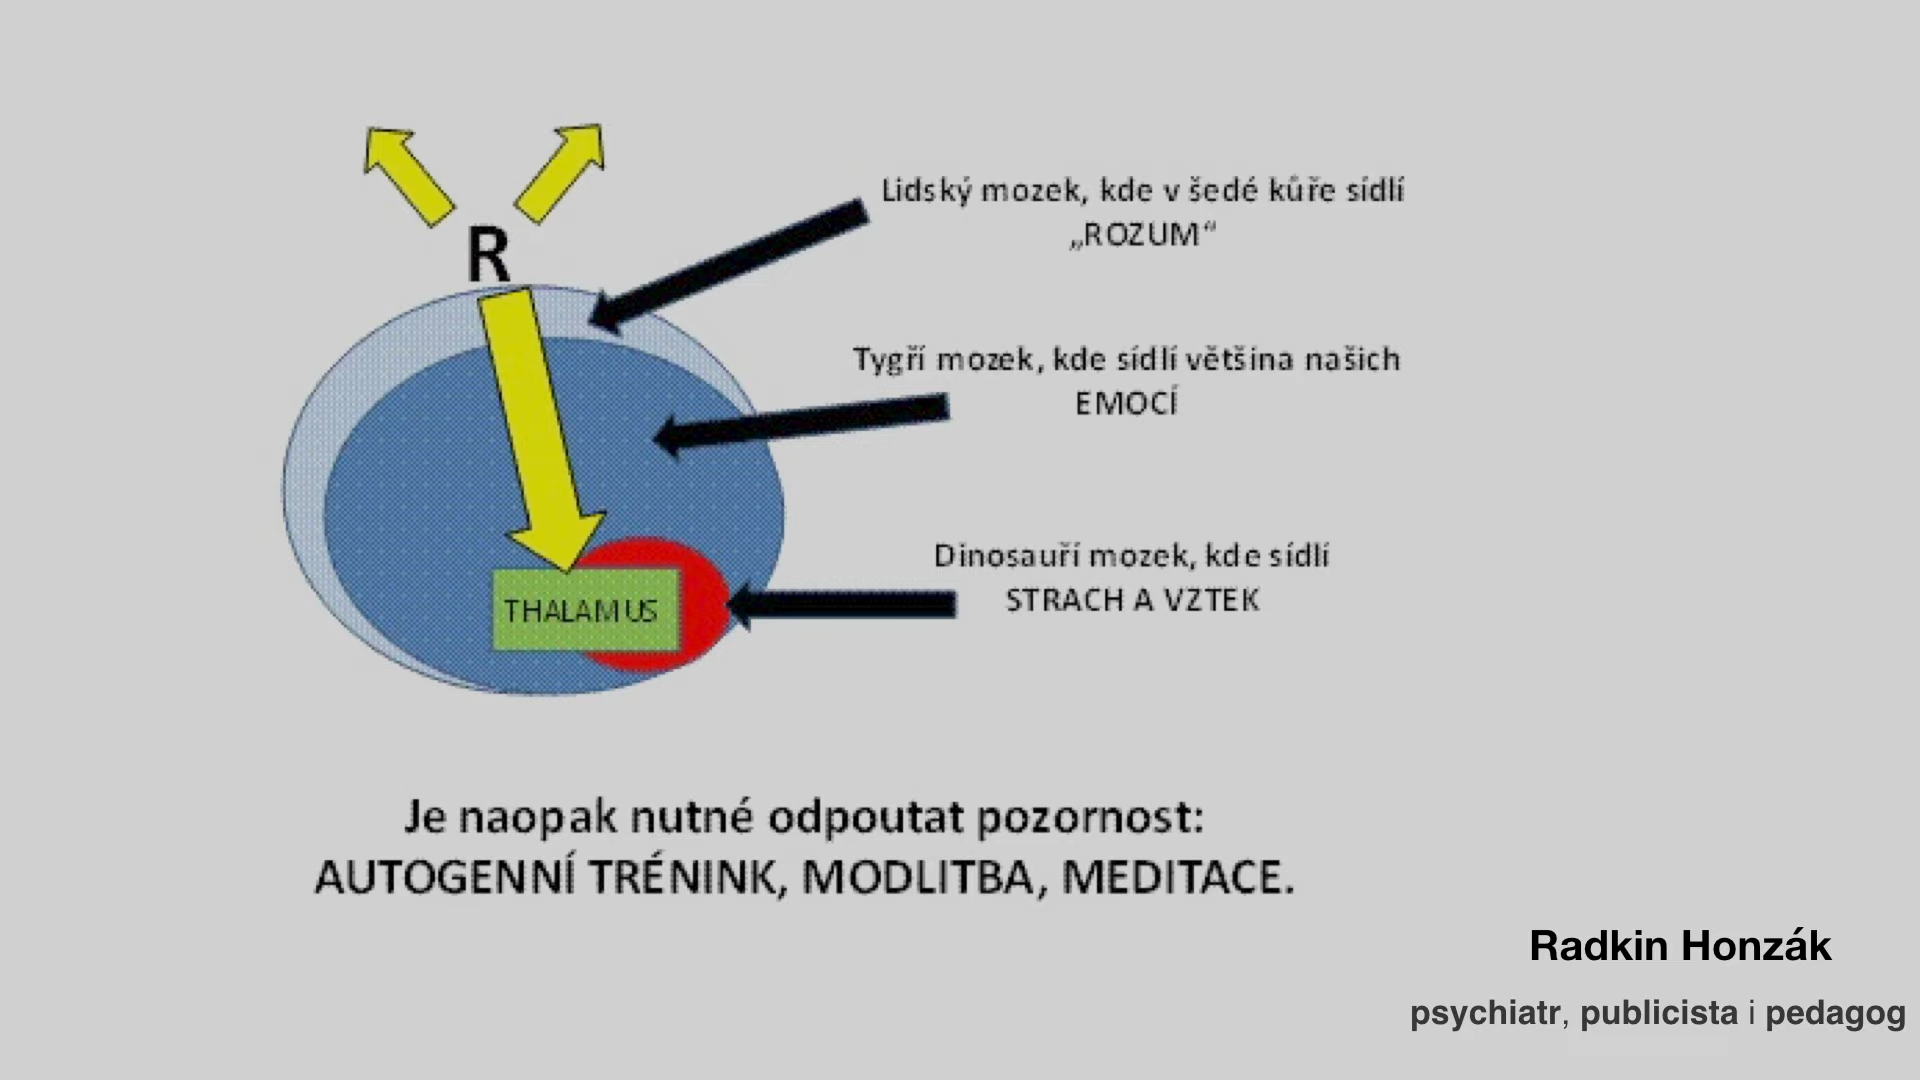 R
Lidský mozek, kde v šedé kůře sídlí
„ROZUM“
Tygří mozek, kde sídlí většina našich
EMOCÍ
Dinosauří mozek, kde sídlí
STRACH A VZTEK
THALAMUS
Je naopak nutné odpoutat pozornost:
AUTOGENNÍ TRÉNINK, MODLITBA, MEDITACE.
Radkin Honzák
psychiatr, publicista i pedagog